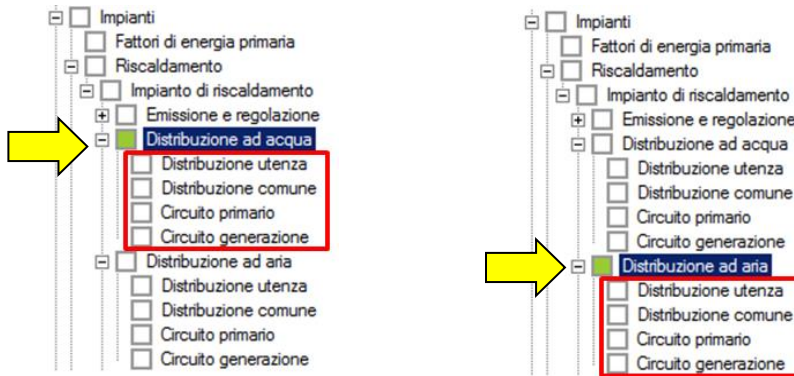 Impianti
Fattori di energia primaria
Riscaldamento
Impianto di riscaldamento
Emissione e regolazione
Distribuzione ad acqua
Distribuzione utenza
Distribuzione comune
Circuito primario
Circuito generazione
Distribuzione ad aria
Distribuzione utenza
Distribuzione comune
Circuito primario
Circuito generazione
Impianti
Fattori di energia primaria
Riscaldamento
Impianto di riscaldamento
Emissione e regolazione
Distribuzione ad acqua
Distribuzione utenza
Distribuzione comune
Circuito primario
Circuito generazione
Distribuzione ad aria
Distribuzione utenza
Distribuzione comune
Circuito primario
Circuito generazione